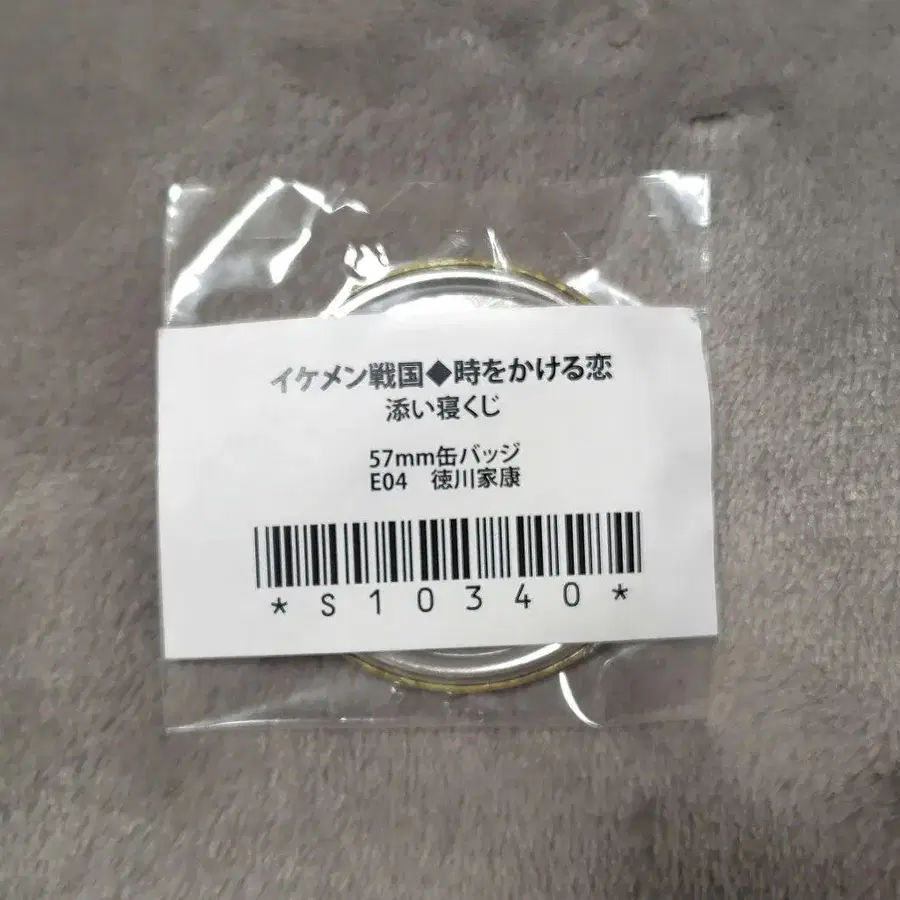 イケメン戦国◆時をかける恋
添い寝くじ
57mm缶バッジ
E04 徳川家康
*S10340*